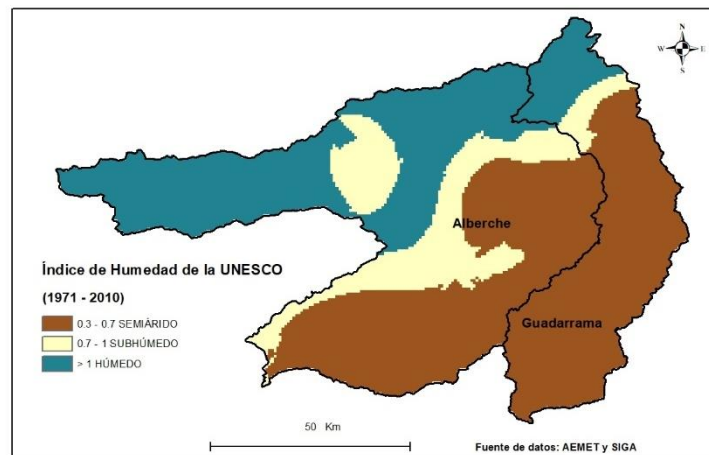 N
W E
S
Alberche
Índice de Humedad de la UNESCO
(1971 - 2010)
0.3 - 0.7 SEMIÁRIDO
0.7 - 1 SUBHÚMEDO
> 1 HÚMEDO
Guadarrama
50 Km
Fuente de datos: AEMET y SIGA